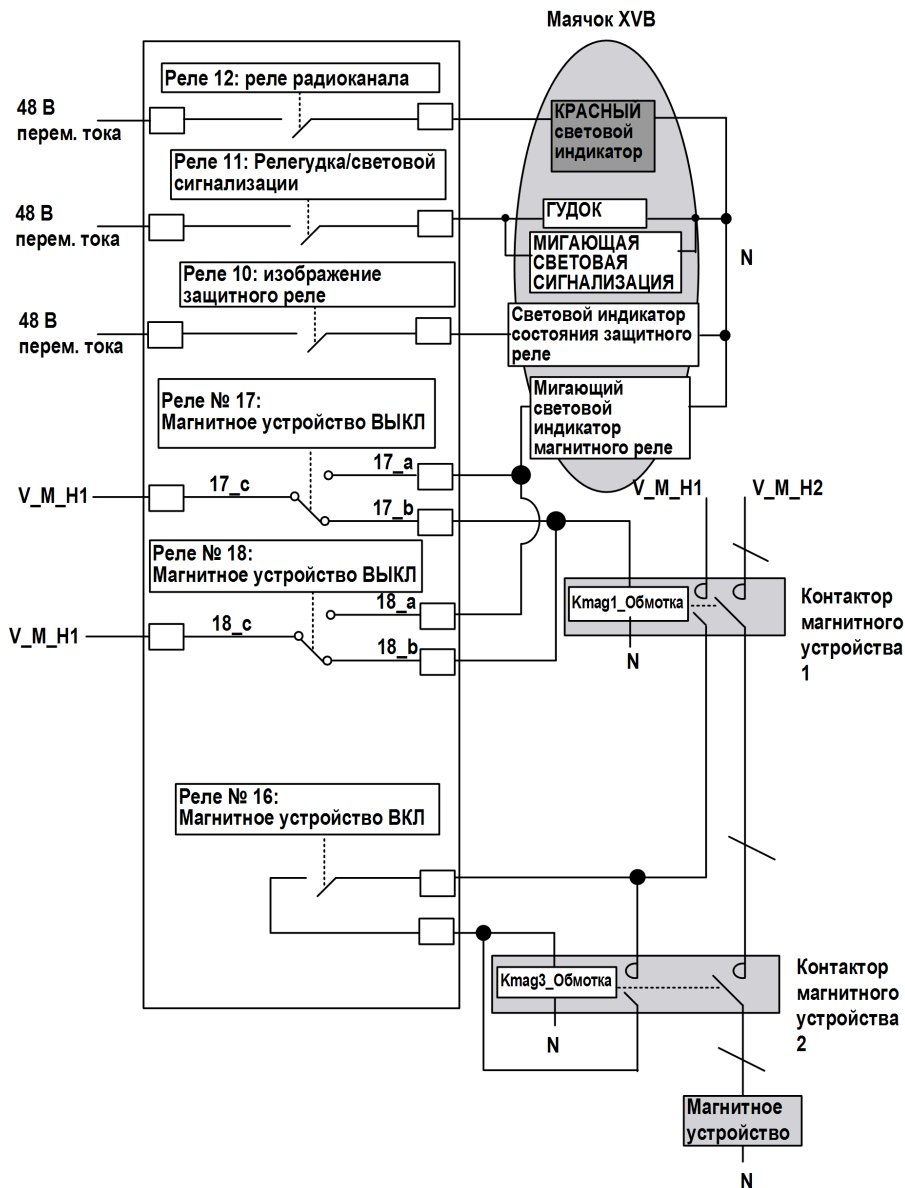 Маячок XVB
Реле 12: реле радиоканала
48 В
перем. тока
КРАСНЫЙ
световой
индикатор
Реле 11: Релегудка/световой
сигнализации
48 В
перем. тока
ГУДОК
МИГАЮЩАЯ
СВЕТОВАЯ
СИГНАЛИЗАЦИЯ
N
Реле 10: изображение
защитного реле
48 В
перем. тока
Световой индикатор
состояния защитного
реле
Реле № 17:
Магнитное устройство ВЫКЛ
Мигающий
световой
индикатор
магнитного реле
V_M_H1
17_c
17_a
17_b
V_M_H1
V_M_H2
Реле № 18:
Магнитное устройство ВЫКЛ
V_M_H1
18_c
18_a
18_b
Kmag1_Обмотка
N
Контактор
магнитного
устройства
1
Реле № 16:
Магнитное устройство ВКЛ
Kmag3_Обмотка
N
Контактор
магнитного
устройства
2
Магнитное
устройство
N